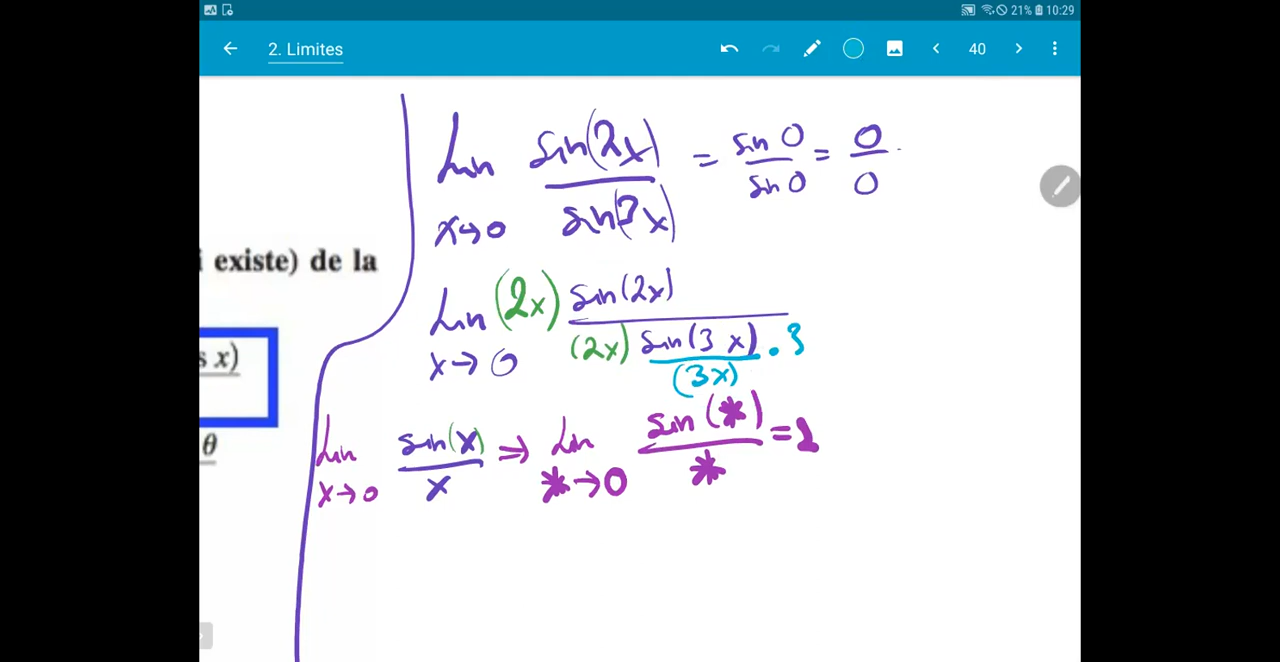 21% 10:29
2. Limites 40
Lim x→0 sin(2x)/sin(3x) = sin 0/sin 0 = 0/0
existe) de la
Lim x→0 (2x) sin(2x)/(2x) sin(3x)/(3x) · 3
s x)
θ
Lim x→0 sin(x)/x ⇒ Lim *→0 sin(*)/* = 1